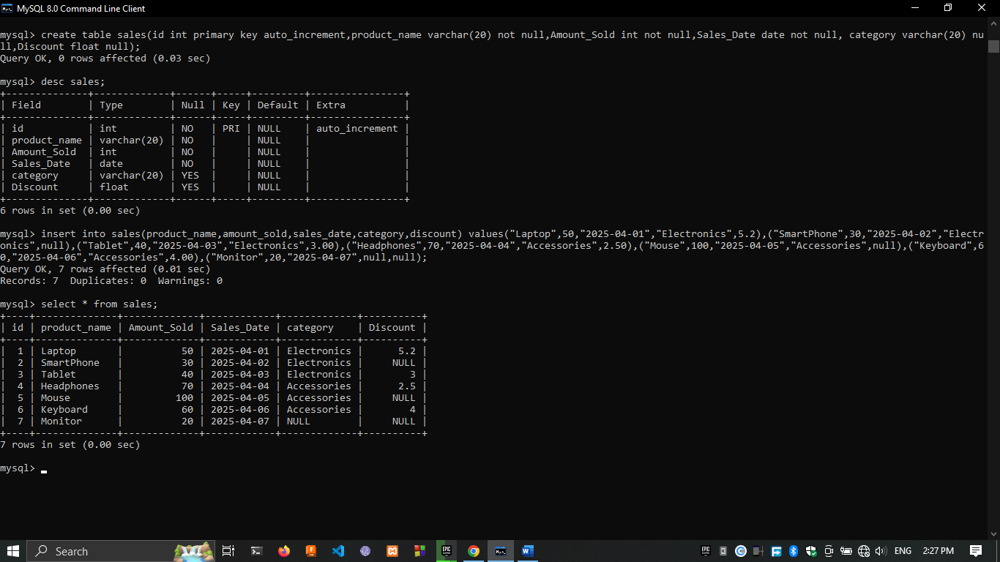 MySQL 8.0 Command Line Client
mysql> create table sales(id int primary key auto_increment,product_name varchar(20) not null,Amount_Sold int not null,Sales_Date date not null, category varchar(20) nu
ll,Discount float null);
Query OK, 0 rows affected (0.03 sec)
mysql> desc sales;
+--------------+-------------+------+-----+---------+----------------+
| Field        | Type        | Null | Key | Default | Extra          |
+--------------+-------------+------+-----+---------+----------------+
| id           | int         | NO   | PRI | NULL    | auto_increment |
| product_name | varchar(20) | NO   |     | NULL    |                |
| Amount_Sold  | int         | NO   |     | NULL    |                |
| Sales_Date   | date        | NO   |     | NULL    |                |
| category     | varchar(20) | YES  |     | NULL    |                |
| Discount     | float       | YES  |     | NULL    |                |
+--------------+-------------+------+-----+---------+----------------+
6 rows in set (0.00 sec)
mysql> insert into sales(product_name,amount_sold,sales_date,category,discount) values("Laptop",50,"2025-04-01","Electronics",5.2),("SmartPhone",30,"2025-04-02","Electr
onics",null),("Tablet",40,"2025-04-03","Electronics",3.00),("Headphones",70,"2025-04-04","Accessories",2.50),("Mouse",100,"2025-04-05","Accessories",null),("Keyboard",6
0,"2025-04-06","Accessories",4.00),("Monitor",20,"2025-04-07",null,null);
Query OK, 7 rows affected (0.01 sec)
Records: 7  Duplicates: 0  Warnings: 0
mysql> select * from sales;
+----+--------------+-------------+------------+-------------+----------+
| id | product_name | Amount_Sold | Sales_Date | category    | Discount |
+----+--------------+-------------+------------+-------------+----------+
|  1 | Laptop       |          50 | 2025-04-01 | Electronics |      5.2 |
|  2 | SmartPhone   |          30 | 2025-04-02 | Electronics |     NULL |
|  3 | Tablet       |          40 | 2025-04-03 | Electronics |        3 |
|  4 | Headphones   |          70 | 2025-04-04 | Accessories |      2.5 |
|  5 | Mouse        |         100 | 2025-04-05 | Accessories |     NULL |
|  6 | Keyboard     |          60 | 2025-04-06 | Accessories |        4 |
|  7 | Monitor      |          20 | 2025-04-07 | NULL        |     NULL |
+----+--------------+-------------+------------+-------------+----------+
7 rows in set (0.00 sec)
mysql>
Search
ENG
2:27 PM